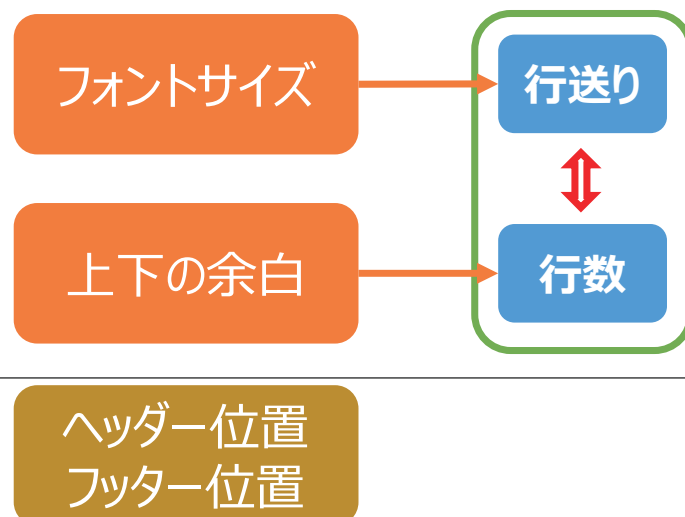 フォントサイズ
行送り
上下の余白
行数
ヘッダー位置
フッター位置